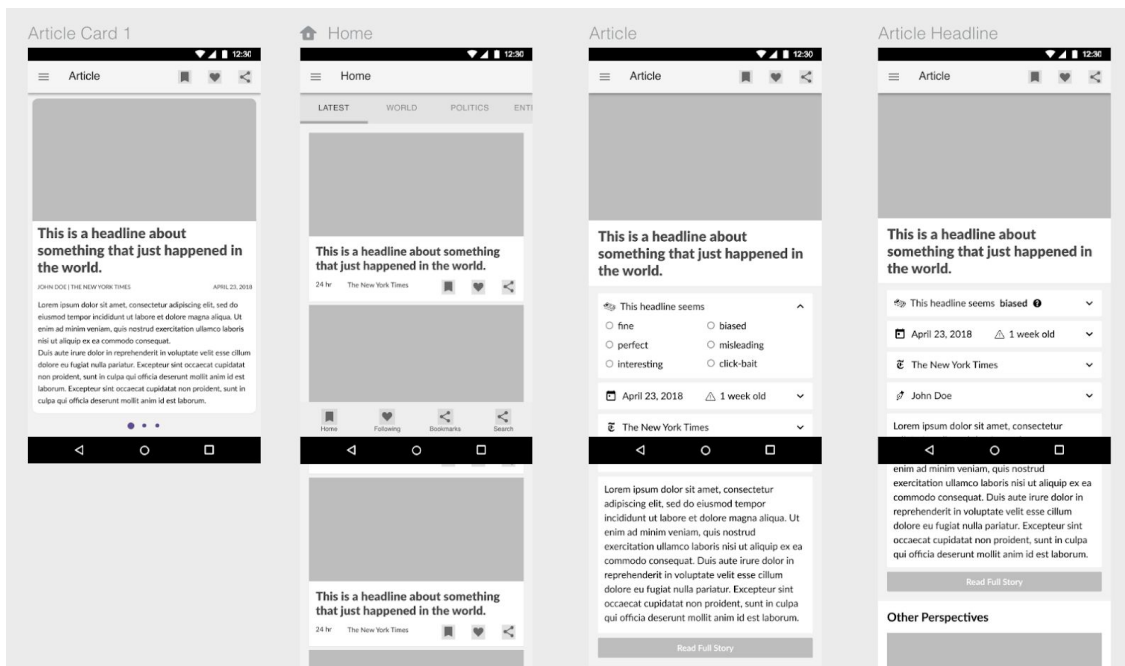 Article Card 1
12:30
Article
This is a headline about
something that just happened in
the world.
JOHN DOE | THE NEW YORK TIMES APRIL 23, 2018
Lorem ipsum dolor sit amet, consectetur adipiscing elit, sed do
eiusmod tempor incididunt ut labore et dolore magna aliqua. Ut
enim ad minim veniam, quis nostrud exercitation ullamco laboris
nisi ut aliquip ex ea commodo consequat.
Duis aute irure dolor in reprehenderit in voluptate velit esse cillum
dolore eu fugiat nulla pariatur. Excepteur sint occaecat cupidatat
non proident, sunt in culpa qui officia deserunt mollit anim id est
laborum. Excepteur sint occaecat cupidatat non proident, sunt in
culpa qui officia deserunt mollit anim id est laborum.
Home
12:30
Home
LATEST WORLD POLITICS ENT
This is a headline about something
that just happened in the world.
24 hr The New York Times
Home Following Bookmarks Search
This is a headline about something
that just happened in the world.
24 hr The New York Times
Article
12:30
Article
This is a headline about
something that just happened in
the world.
This headline seems
fine biased
perfect misleading
interesting click-bait
April 23, 2018 1 week old
The New York Times
Lorem ipsum dolor sit amet, consectetur
adipiscing elit, sed do eiusmod tempor
incididunt ut labore et dolore magna aliqua. Ut
enim ad minim veniam, quis nostrud
exercitation ullamco laboris nisi ut aliquip ex ea
commodo consequat. Duis aute irure dolor in
reprehenderit in voluptate velit esse cillum
dolore eu fugiat nulla pariatur. Excepteur sint
occaecat cupidatat non proident, sunt in culpa
qui officia deserunt mollit anim id est laborum.
Read Full Story
Article Headline
12:30
Article
This is a headline about
something that just happened in
the world.
This headline seems biased
April 23, 2018 1 week old
The New York Times
John Doe
Lorem ipsum dolor sit amet, consectetur
enim ad minim veniam, quis nostrud
exercitation ullamco laboris nisi ut aliquip ex ea
commodo consequat. Duis aute irure dolor in
reprehenderit in voluptate velit esse cillum
dolore eu fugiat nulla pariatur. Excepteur sint
occaecat cupidatat non proident, sunt in culpa
qui officia deserunt mollit anim id est laborum.
Read Full Story
Other Perspectives